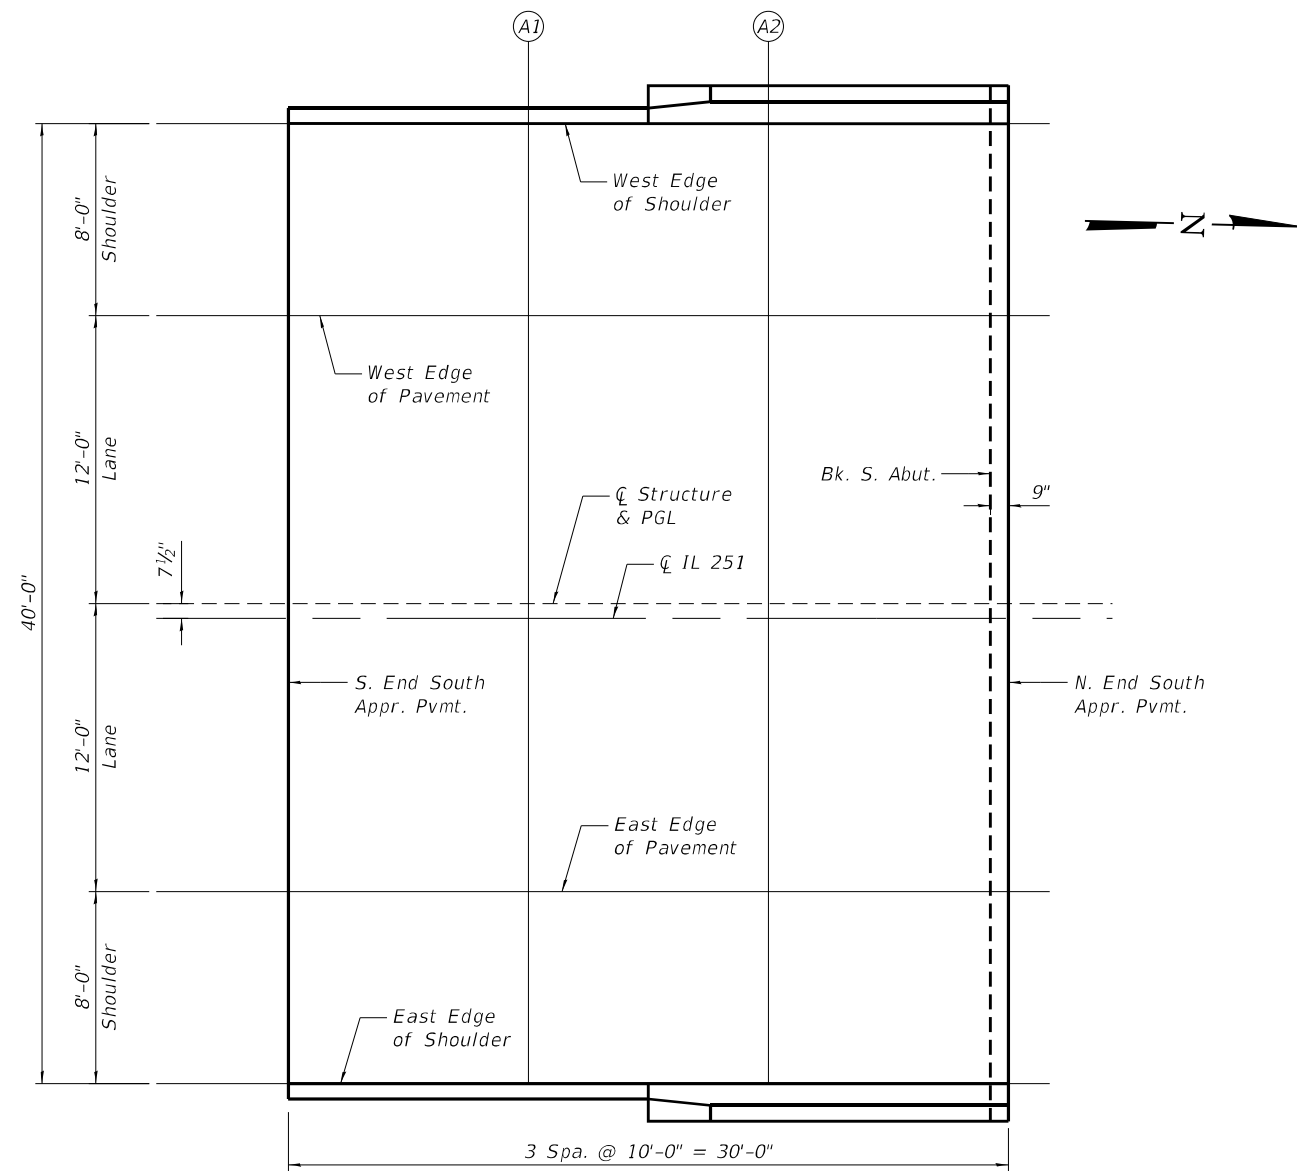 A1
A2
West Edge
of Shoulder
8'-0"
Shoulder
N
West Edge
of Pavement
12'-0"
Lane
Bk. S. Abut.
9"
℄ Structure
& PGL
℄ IL 251
7½"
40'-0"
S. End South
Appr. Pvmt.
N. End South
Appr. Pvmt.
12'-0"
Lane
East Edge
of Pavement
8'-0"
Shoulder
East Edge
of Shoulder
3 Spa. @ 10'-0" = 30'-0"